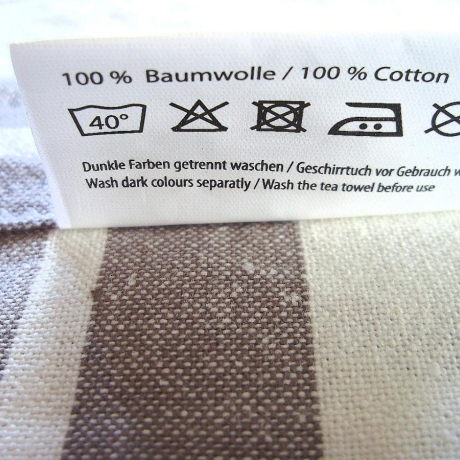 100 % Baumwolle / 100 % Cotton
40°
Dunkle Farben getrennt waschen / Geschirrtuch vor Gebrauch
Wash dark colours separatly / Wash the tea towel before use